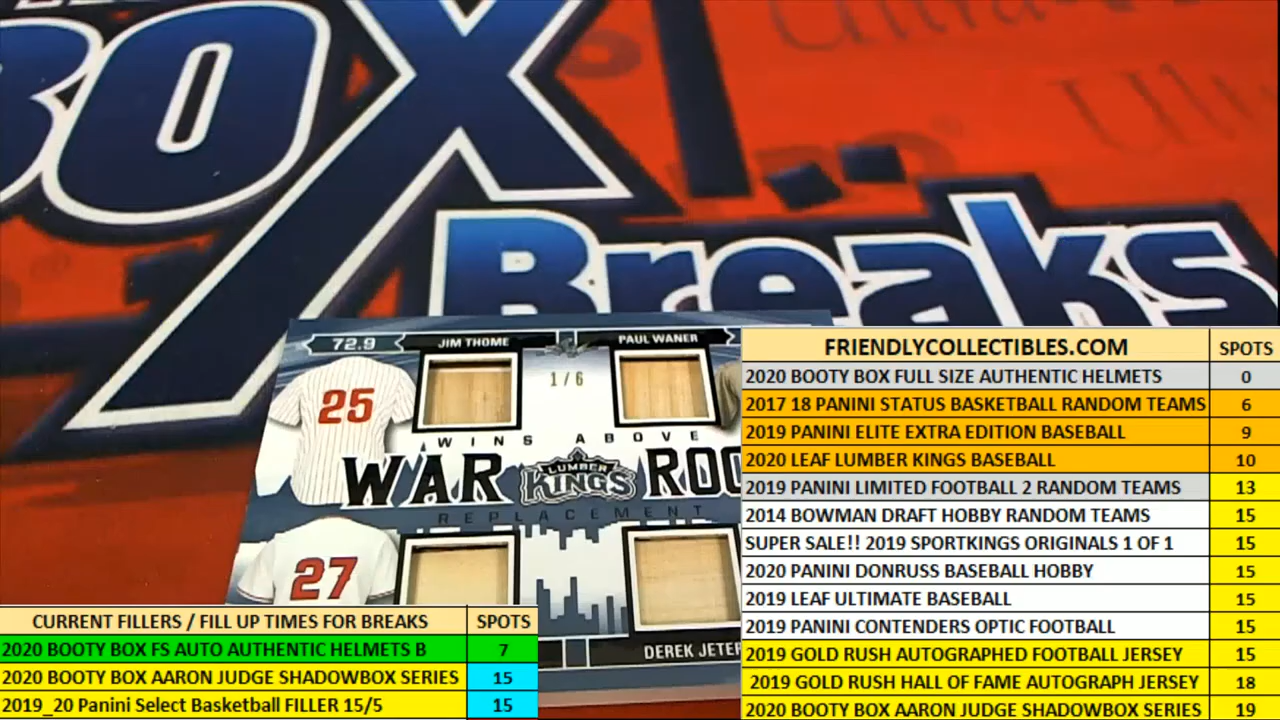 BOX
Breaks
72.9
JIM THOME
PAUL WANER
25
1/6
WINS ABOVE
WAR
LUMBER
KINGS
ROO
REPLACEMENT
27
DEREK JETER
FRIENDLYCOLLECTIBLES.COM SPOTS
2020 BOOTY BOX FULL SIZE AUTHENTIC HELMETS 0
2017 18 PANINI STATUS BASKETBALL RANDOM TEAMS 6
2019 PANINI ELITE EXTRA EDITION BASEBALL 9
2020 LEAF LUMBER KINGS BASEBALL 10
2019 PANINI LIMITED FOOTBALL 2 RANDOM TEAMS 13
2014 BOWMAN DRAFT HOBBY RANDOM TEAMS 15
SUPER SALE!! 2019 SPORTKINGS ORIGINALS 1 OF 1 15
2020 PANINI DONRUSS BASEBALL HOBBY 15
2019 LEAF ULTIMATE BASEBALL 15
2019 PANINI CONTENDERS OPTIC FOOTBALL 15
2019 GOLD RUSH AUTOGRAPHED FOOTBALL JERSEY 15
2019 GOLD RUSH HALL OF FAME AUTOGRAPH JERSEY 18
2020 BOOTY BOX AARON JUDGE SHADOWBOX SERIES 19
CURRENT FILLERS / FILL UP TIMES FOR BREAKS SPOTS
2020 BOOTY BOX FS AUTO AUTHENTIC HELMETS B 7
2020 BOOTY BOX AARON JUDGE SHADOWBOX SERIES 15
2019_20 Panini Select Basketball FILLER 15/5 15